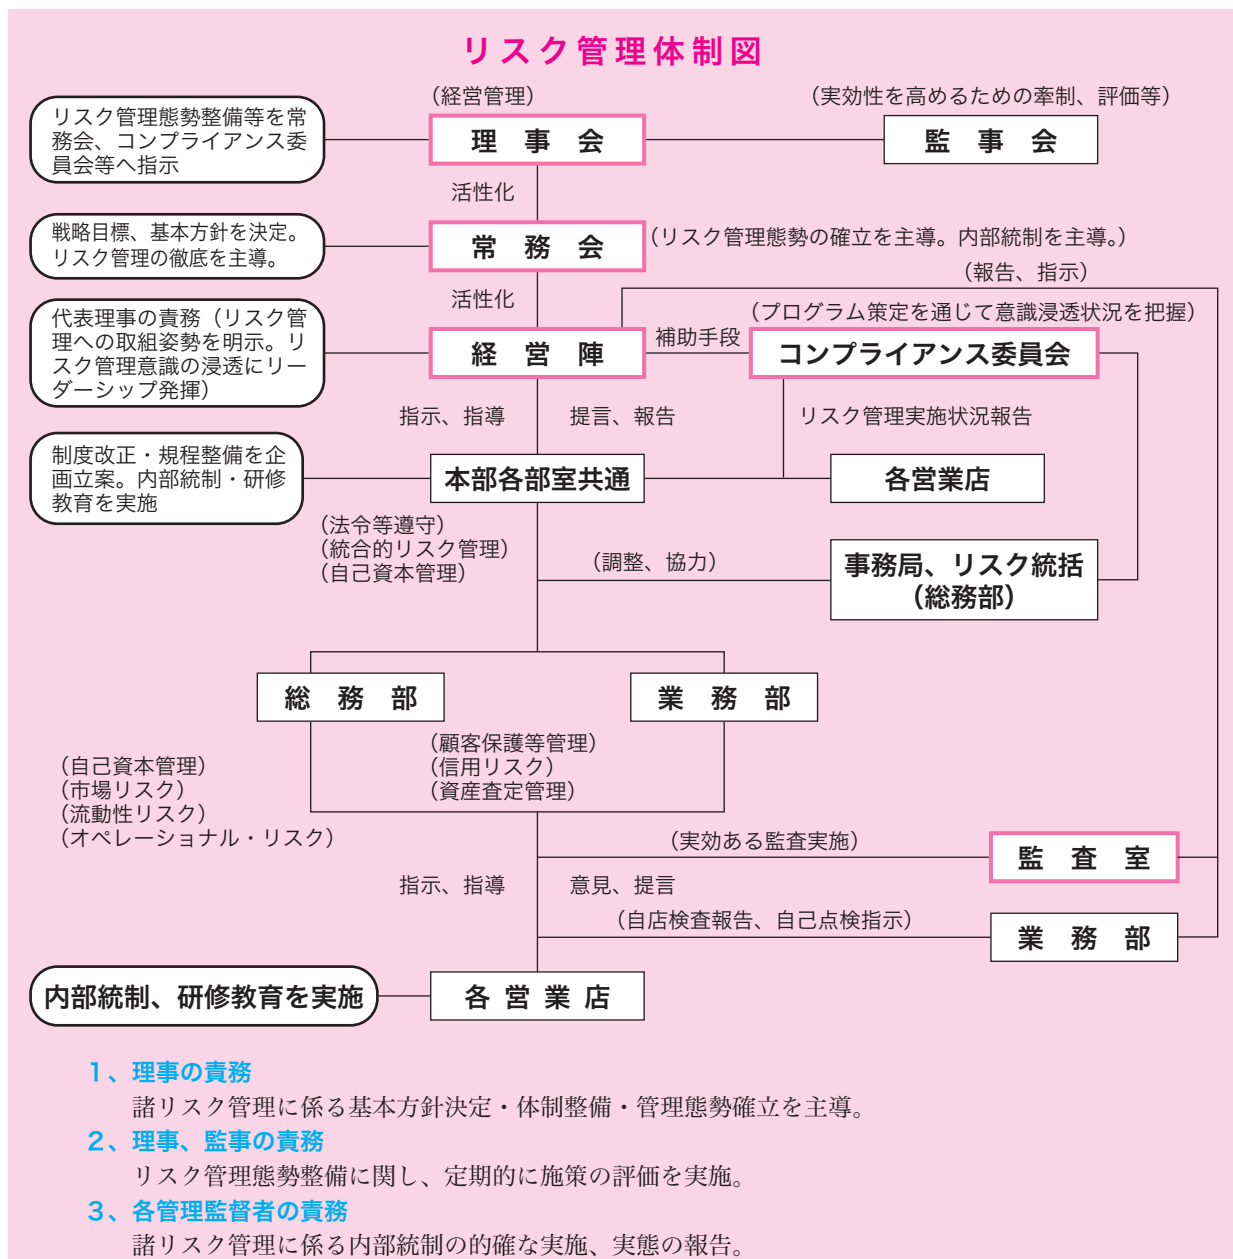 リスク管理体制図
（経営管理）
（実効性を高めるための牽制、評価等）
リスク管理態勢整備等を常
務会、コンプライアンス委
員会等へ指示
理事会
監事会
活性化
戦略目標、基本方針を決定。
リスク管理の徹底を主導。
常務会
（リスク管理態勢の確立を主導。内部統制を主導。）
（報告、指示）
活性化
代表理事の責務（リスク管
理への取組姿勢を明示。リ
スク管理意識の浸透にリー
ダーシップ発揮）
（プログラム策定を通じて意識浸透状況を把握）
経営陣
補助手段
コンプライアンス委員会
指示、指導
提言、報告
リスク管理実施状況報告
制度改正・規程整備を企
画立案。内部統制・研修
教育を実施
本部各部室共通
各営業店
（法令等遵守）
（統合的リスク管理）
（自己資本管理）
（調整、協力）
事務局、リスク統括
（総務部）
総務部
業務部
（顧客保護等管理）
（信用リスク）
（資産査定管理）
（自己資本管理）
（市場リスク）
（流動性リスク）
（オペレーショナル・リスク）
（実効ある監査実施）
監査室
指示、指導
意見、提言
（自店検査報告、自己点検指示）
業務部
内部統制、研修教育を実施
各営業店
1、理事の責務
諸リスク管理に係る基本方針決定・体制整備・管理態勢確立を主導。
2、理事、監事の責務
リスク管理態勢整備に関し、定期的に施策の評価を実施。
3、各管理監督者の責務
諸リスク管理に係る内部統制の的確な実施、実態の報告。